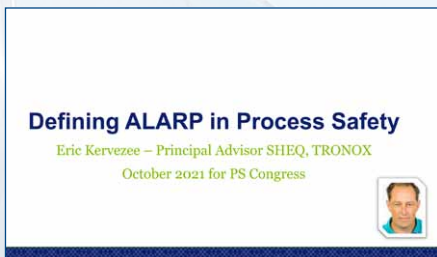 Defining ALARP in Process Safety
Eric Kervezee – Principal Advisor SHEQ, TRONOX
October 2021 for PS Congress